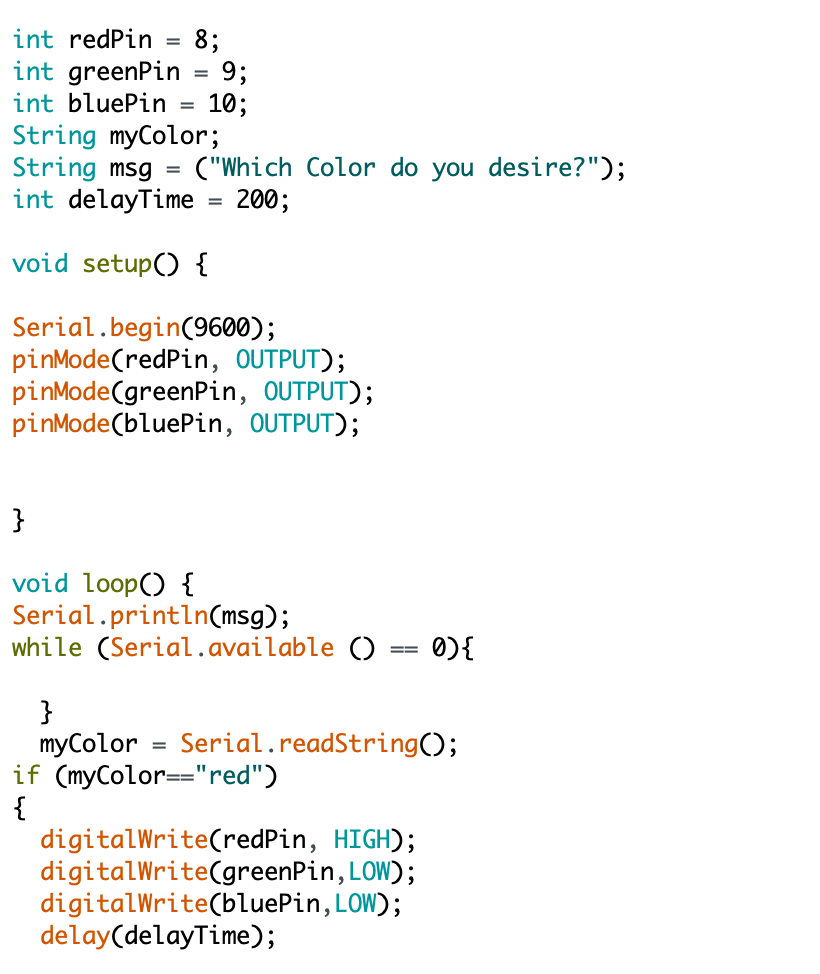 int redPin = 8;
int greenPin = 9;
int bluePin = 10;
String myColor;
String msg = ("Which Color do you desire?");
int delayTime = 200;
void setup() {
Serial.begin(9600);
pinMode(redPin, OUTPUT);
pinMode(greenPin, OUTPUT);
pinMode(bluePin, OUTPUT);
}
void loop() {
Serial.println(msg);
while (Serial.available () == 0){
}
myColor = Serial.readString();
if (myColor=="red")
{
digitalWrite(redPin, HIGH);
digitalWrite(greenPin,LOW);
digitalWrite(bluePin,LOW);
delay(delayTime);